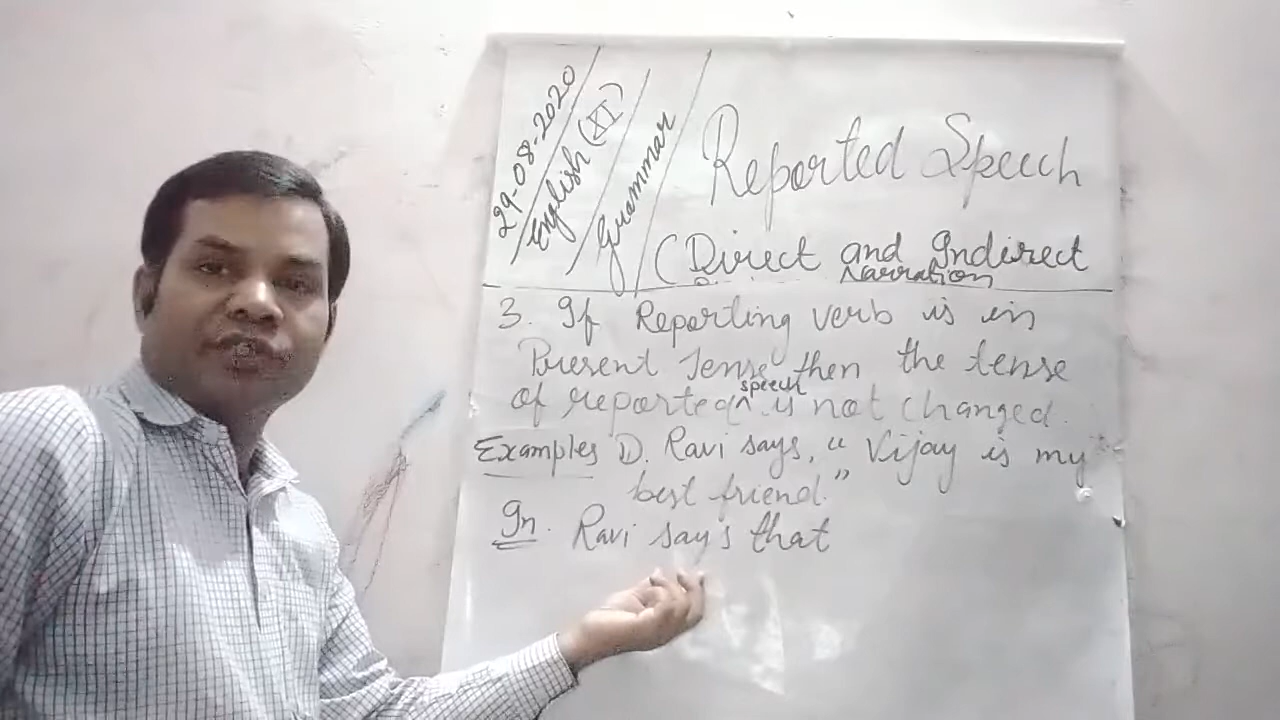 29-08-2020
English (XI)
Grammar
Reported Speech
(Direct and Indirect
Narration
3. If Reporting verb is in
Present Tense then the tense
of reported ^ speech is not changed.
Examples D. Ravi says, "Vijay is my
best friend."
In. Ravi says that